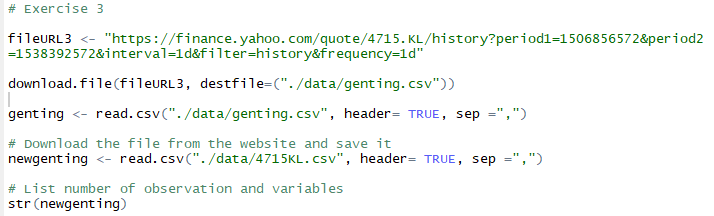 # Exercise 3
fileURL3 <- "https://finance.yahoo.com/quote/4715.KL/history?period1=1506856572&period2
=1538392572&interval=1d&filter=history&frequency=1d"
download.file(fileURL3, destfile=("./data/genting.csv"))
genting <- read.csv("./data/genting.csv", header= TRUE, sep =",")
# Download the file from the website and save it
newgenting <- read.csv("./data/4715KL.csv", header= TRUE, sep =",")
# List number of observation and variables
str(newgenting)